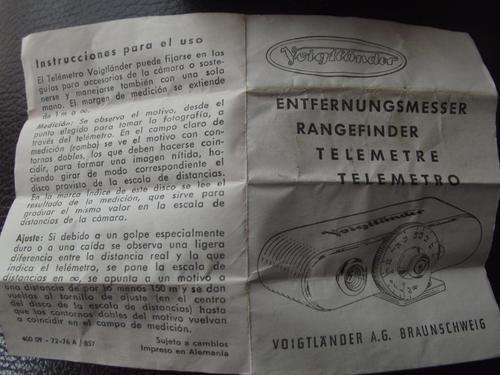 Instrucciones para el uso
El Telémetro Voigtländer puede fijarse en las
guías para accesorios de la cámara o soste-
nerse y manejarse también con una sola
mano. El margen de medición se extiende
de 1 m a ∞.
Medición: Se observa el motivo, desde el
punto elegido para tomar la fotografía, a
través del telémetro. En el campo claro de
medición (rombo) se ve el motivo con con-
tornos dobles, los que deben hacerse coin-
cidir, para formar una imagen nítida, ha-
ciendo girar de modo correspondiente el
disco provisto de la escala de distancias.
En la marca índice de este disco se lee el
resultado de la medición, que sirve para
graduar el mismo valor en la escala de
distancias de la cámara.
Ajuste: Si debido a un golpe especialmente
duro o a una caída se observa una ligera
diferencia entre la distancia real y la que
indica el telémetro, se pone la escala de
distancias en ∞, se apunta a un motivo a
una distancia de por lo menos 150 m y se dan
vueltas al tornillo de ajuste (en el centro
del disco de la escala de distancias) hasta
que los contornos dobles del motivo vuelvan
a coincidir en el campo de medición.
Sujeto a cambios
Impreso en Alemania
Voigtländer
ENTFERNUNGSMESSER
RANGEFINDER
TELEMETRE
TELEMETRO
Voigtländer
VOIGTLÄNDER A.G. BRAUNSCHWEIG